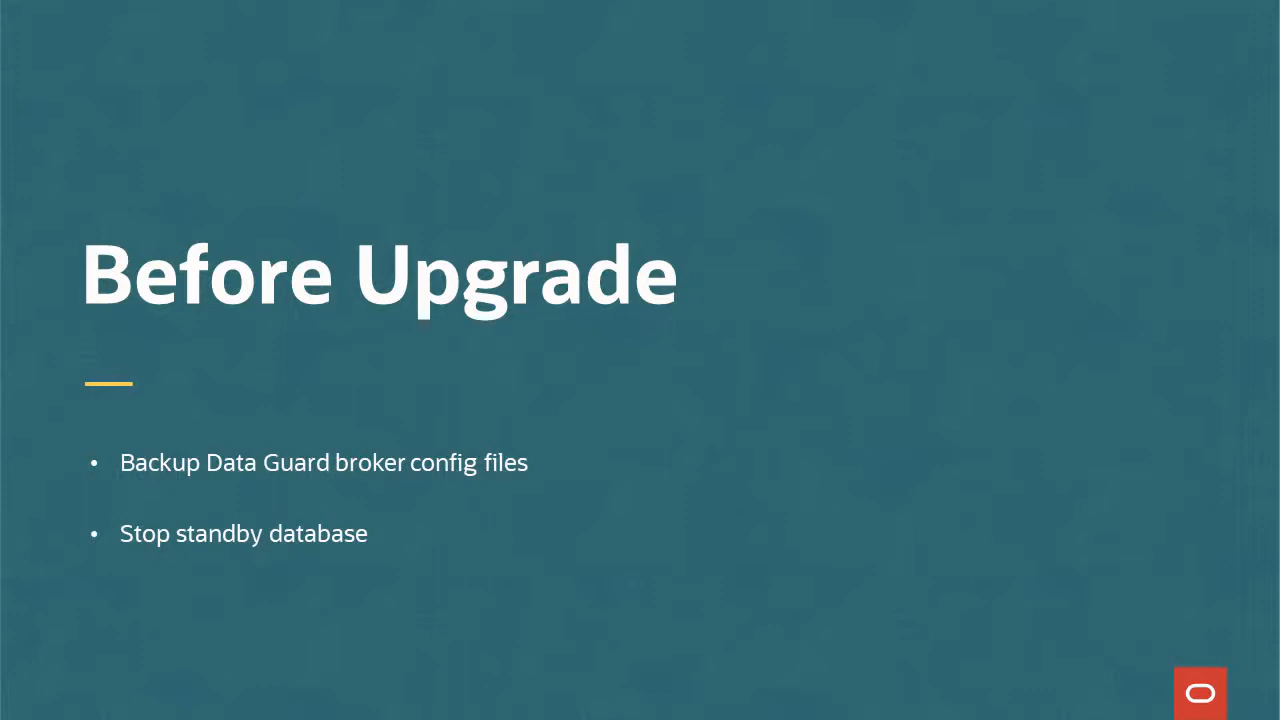 Before Upgrade
• Backup Data Guard broker config files
• Stop standby database